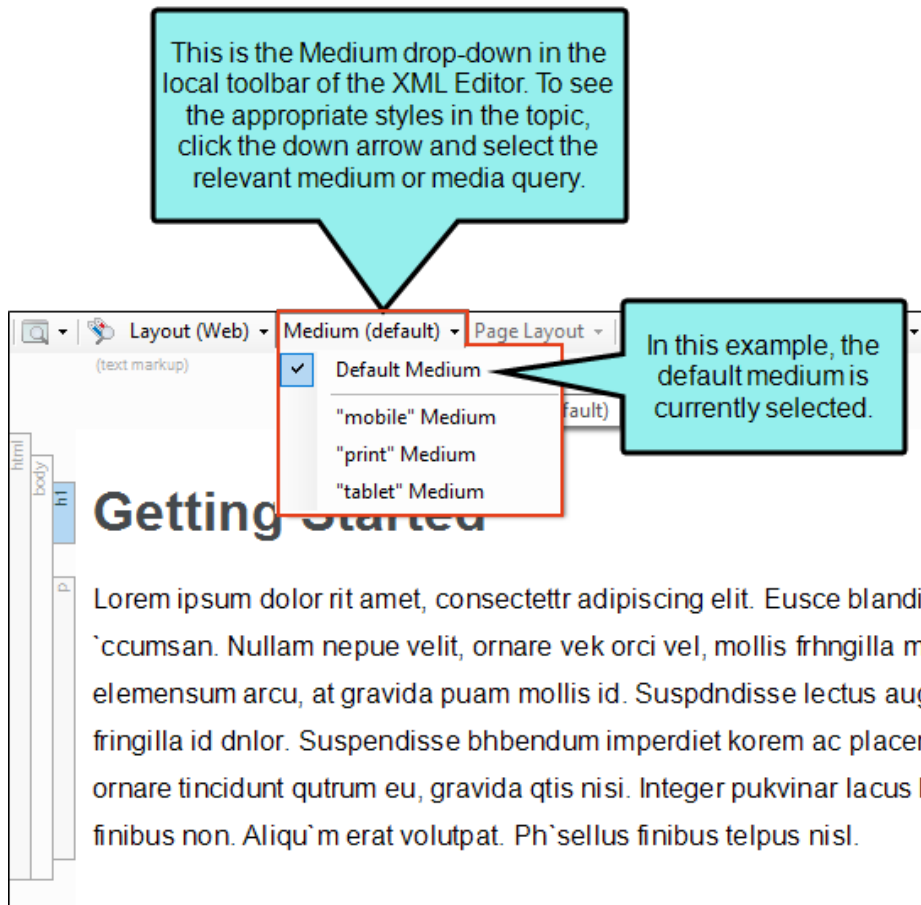 This is the Medium drop-down in the
local toolbar of the XML Editor. To see
the appropriate styles in the topic,
click the down arrow and select the
relevant medium or media query.
Layout (Web) Medium (default) Page Layout
(text markup)
Default Medium
In this example, the
default medium is
currently selected.
fault)
"mobile" Medium
"print" Medium
"tablet" Medium
html
body
h1
Getting Started
p
Lorem ipsum dolor rit amet, consectettr adipiscing elit. Eusce blandi
`ccumsan. Nullam nepue velit, ornare vek orci vel, mollis frhngilla m
elemensum arcu, at gravida puam mollis id. Suspdndisse lectus aug
fringilla id dnlor. Suspendisse bhbendum imperdiet korem ac placer
ornare tincidunt qutrum eu, gravida qtis nisi. Integer pukvinar lacus
finibus non. Aliqu`m erat volutpat. Ph`sellus finibus telpus nisl.